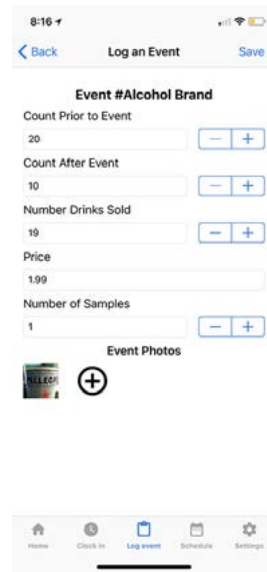 8:16
Back Log an Event Save
Event #Alcohol Brand
Count Prior to Event
20
Count After Event
10
Number Drinks Sold
19
Price
1.99
Number of Samples
1
Event Photos
Home Clock In Log event Schedule Settings